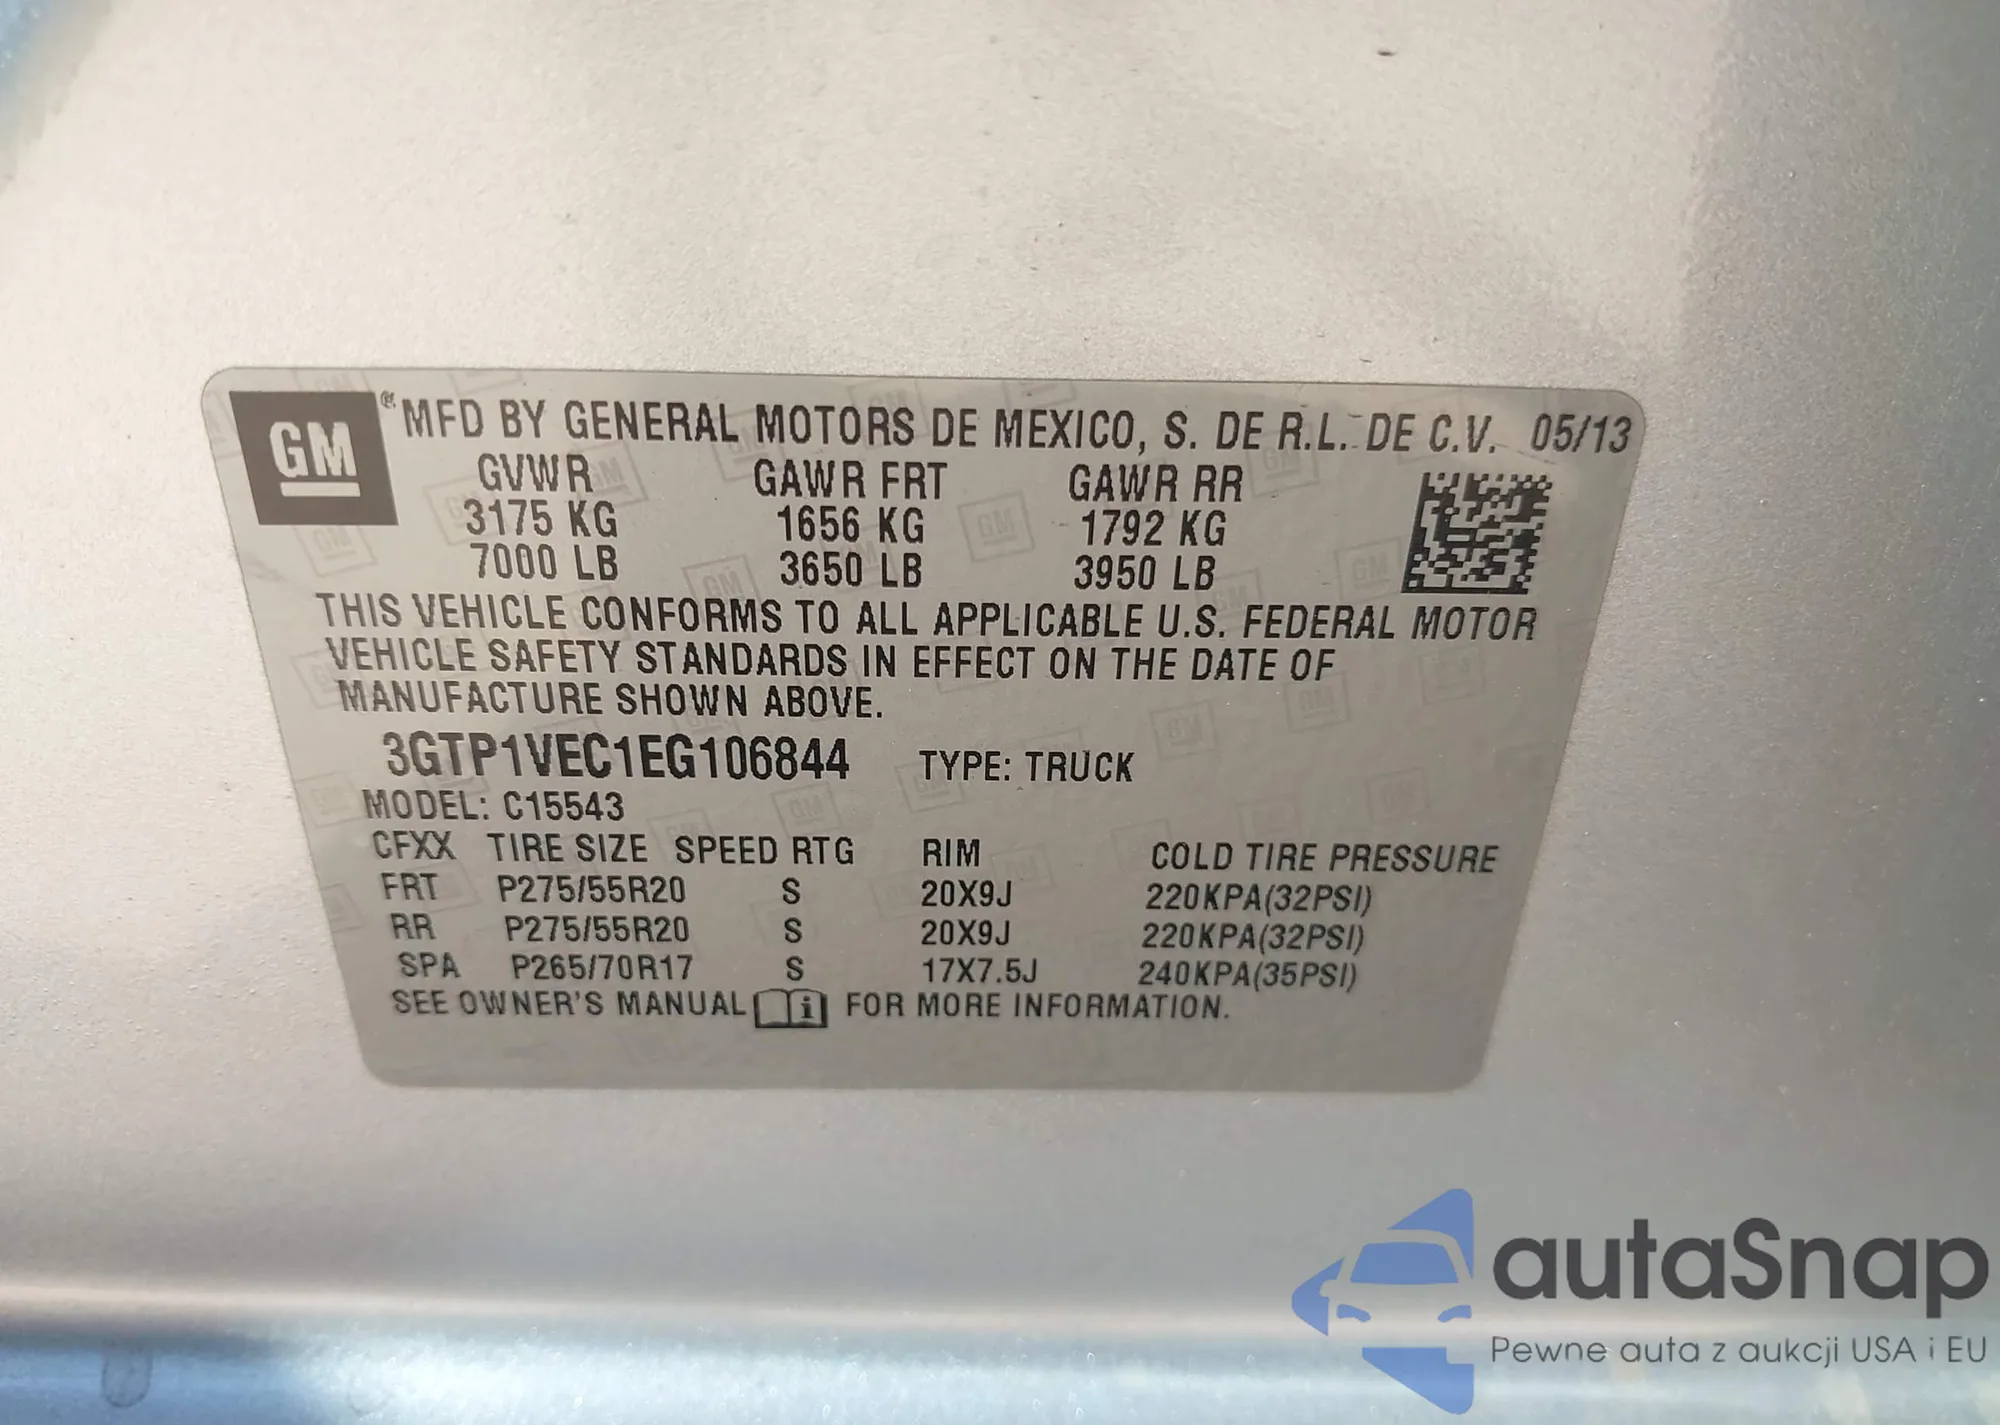 GM ® MFD BY GENERAL MOTORS DE MEXICO, S. DE R.L. DE C.V. 05/13
GVWR GAWR FRT GAWR RR
3175 KG 1656 KG 1792 KG
7000 LB 3650 LB 3950 LB
THIS VEHICLE CONFORMS TO ALL APPLICABLE U.S. FEDERAL MOTOR
VEHICLE SAFETY STANDARDS IN EFFECT ON THE DATE OF
MANUFACTURE SHOWN ABOVE.
3GTP1VEC1EG106844 TYPE: TRUCK
MODEL: C15543
CFXX TIRE SIZE SPEED RTG RIM COLD TIRE PRESSURE
FRT P275/55R20 S 20X9J 220KPA(32PSI)
RR P275/55R20 S 20X9J 220KPA(32PSI)
SPA P265/70R17 S 17X7.5J 240KPA(35PSI)
SEE OWNER'S MANUAL i FOR MORE INFORMATION.
autaSnap
Pewne auta z aukcji USA i EU